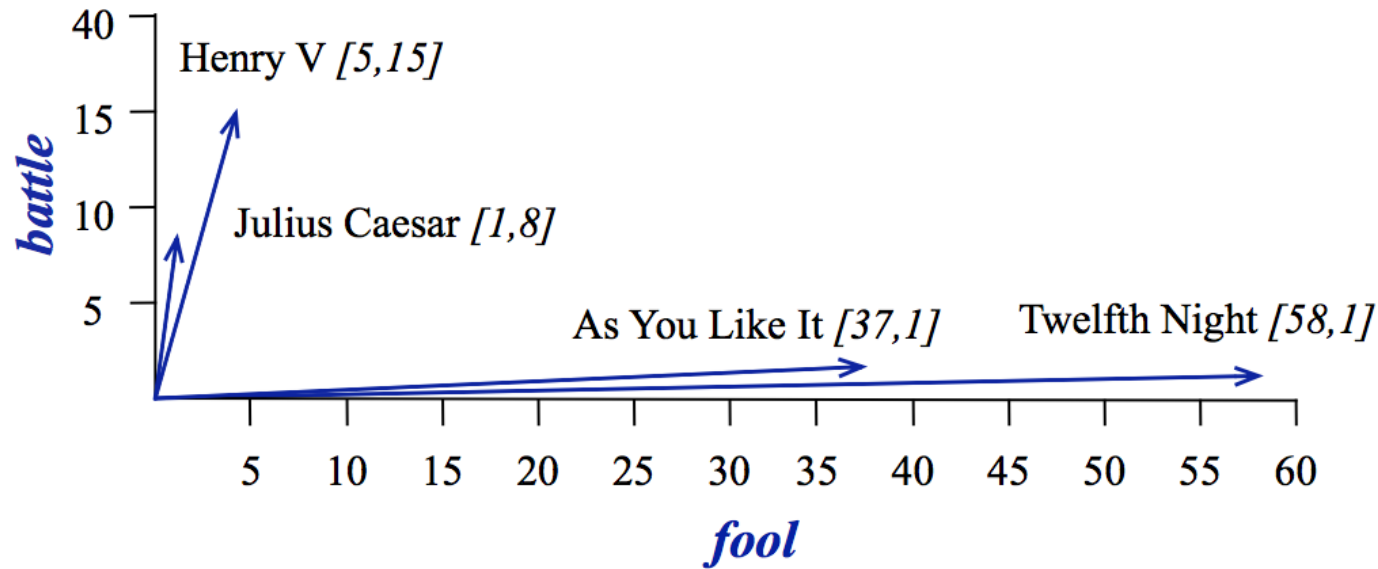 40
Henry V [5,15]
15
battle
10
Julius Caesar [1,8]
5
As You Like It [37,1]
Twelfth Night [58,1]
5 10 15 20 25 30 35 40 45 50 55 60
fool